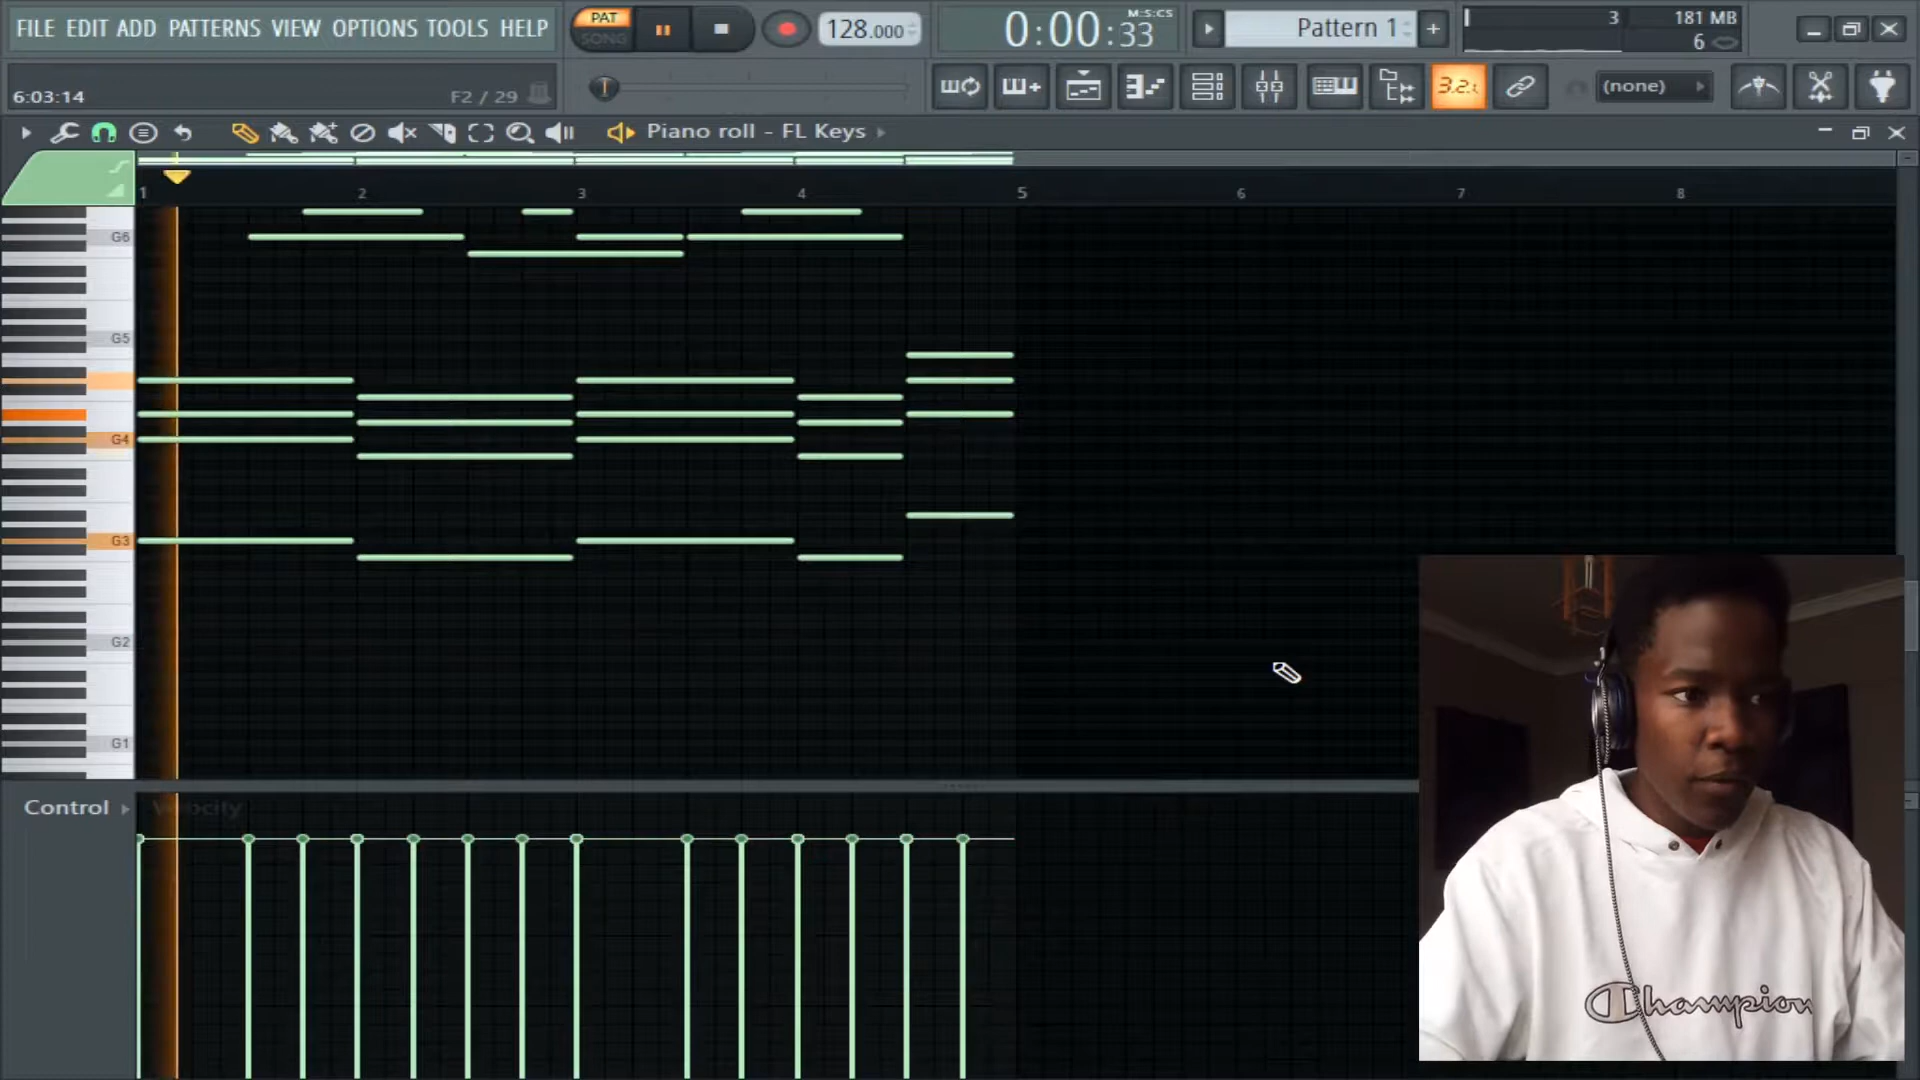 FILE EDIT ADD PATTERNS VIEW OPTIONS TOOLS HELP
PAT
SONG
128.000
M:S:CS
0:00:33
Pattern 1
+
3
181 MB
6
6:03:14
F2 / 29
3.2.1
(none)
Piano roll - FL Keys
1 2 3 4 5 6 7 8
G6
G5
G4
G3
G2
G1
Control
Velocity
Champion